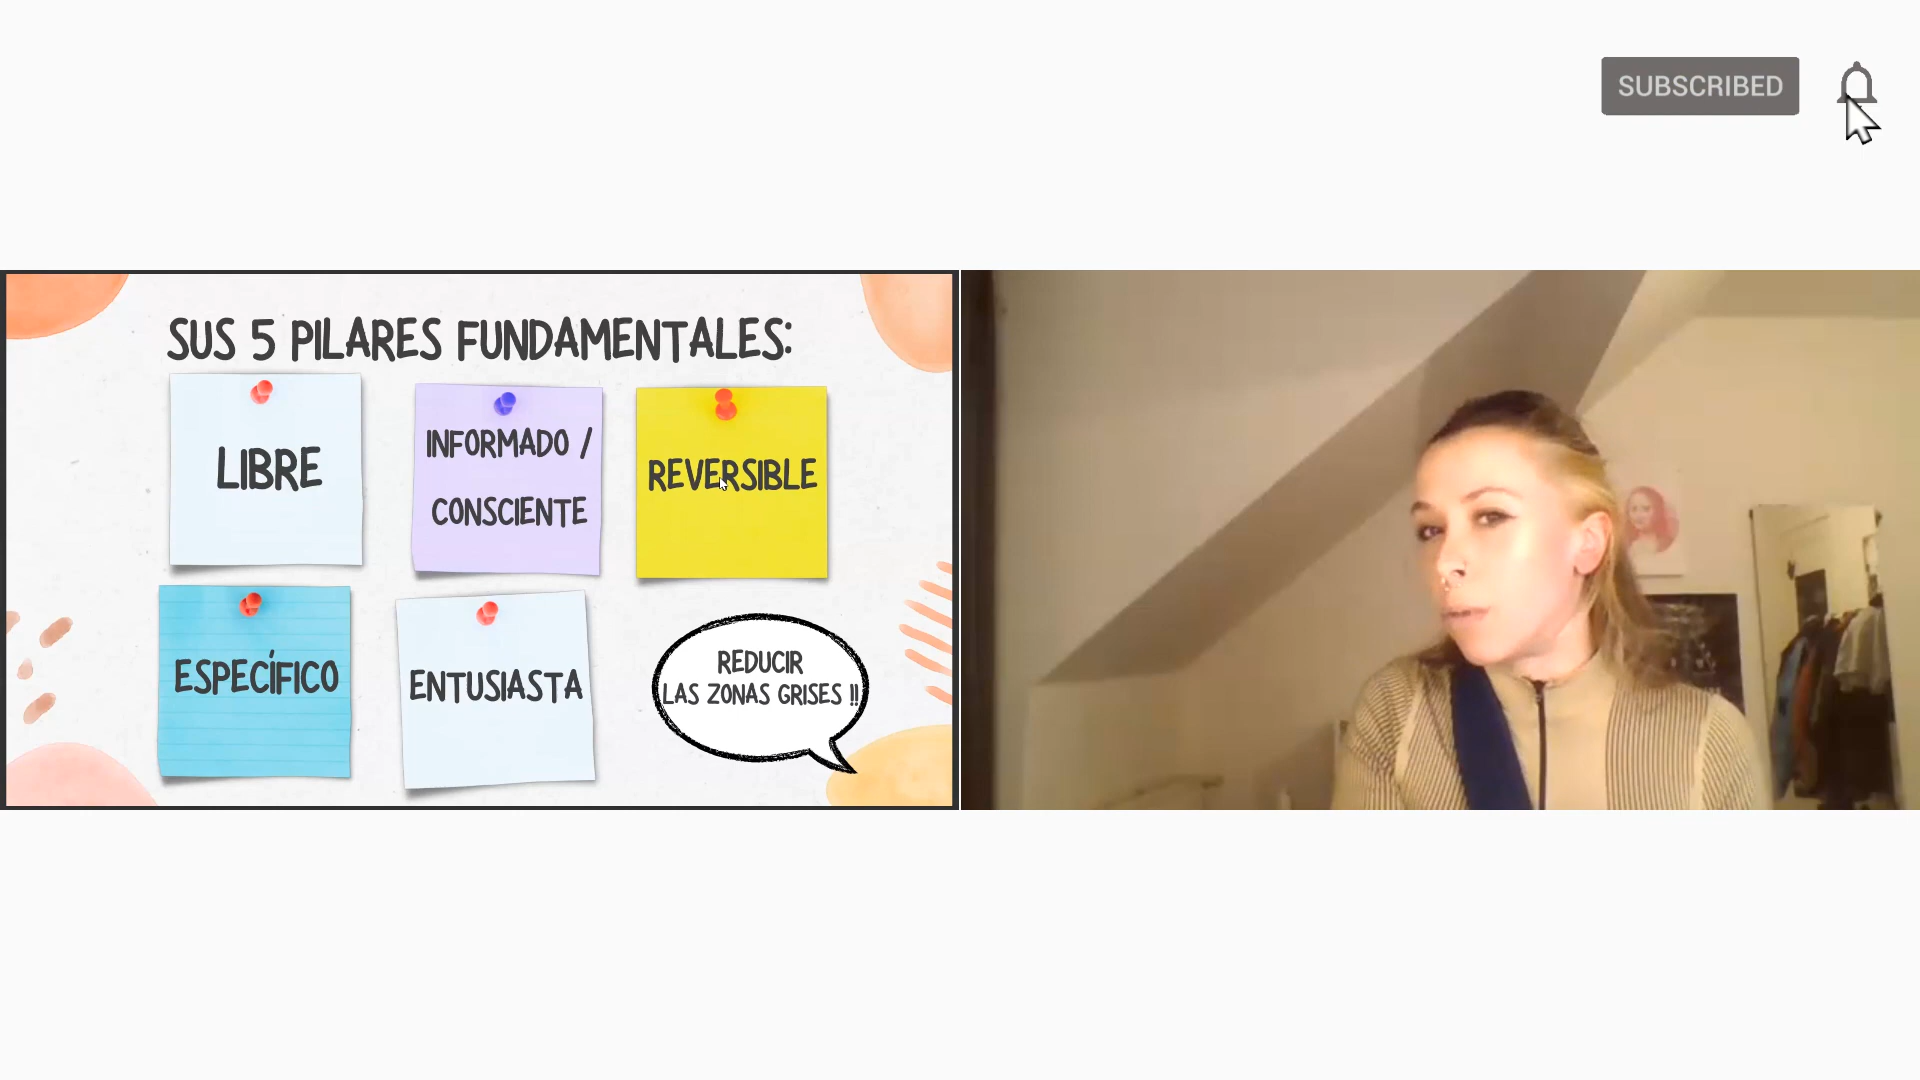 SUBSCRIBED
SUS 5 PILARES FUNDAMENTALES:
LIBRE
INFORMADO /
CONSCIENTE
REVERSIBLE
ESPECÍFICO
ENTUSIASTA
REDUCIR
LAS ZONAS GRISES !!